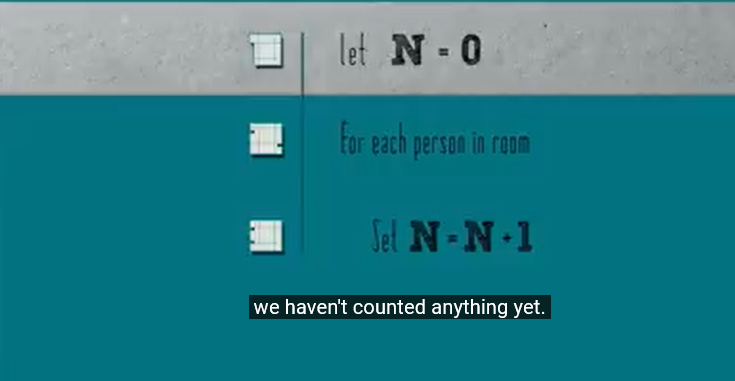 let N = 0
For each person in room
Set N = N + 1
we haven't counted anything yet.